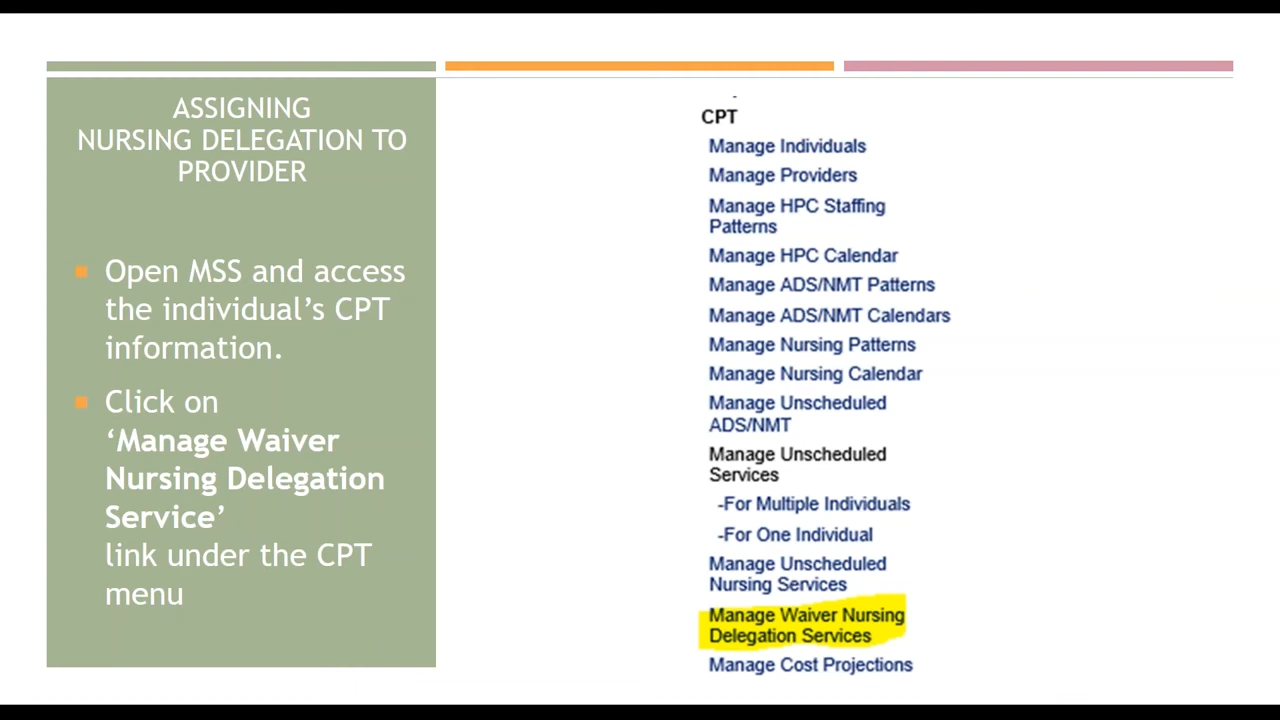 ASSIGNING
NURSING DELEGATION TO
PROVIDER
Open MSS and access
the individual’s CPT
information.
Click on
‘Manage Waiver
Nursing Delegation
Service’
link under the CPT
menu
CPT
Manage Individuals
Manage Providers
Manage HPC Staffing
Patterns
Manage HPC Calendar
Manage ADS/NMT Patterns
Manage ADS/NMT Calendars
Manage Nursing Patterns
Manage Nursing Calendar
Manage Unscheduled
ADS/NMT
Manage Unscheduled
Services
-For Multiple Individuals
-For One Individual
Manage Unscheduled
Nursing Services
Manage Waiver Nursing
Delegation Services
Manage Cost Projections